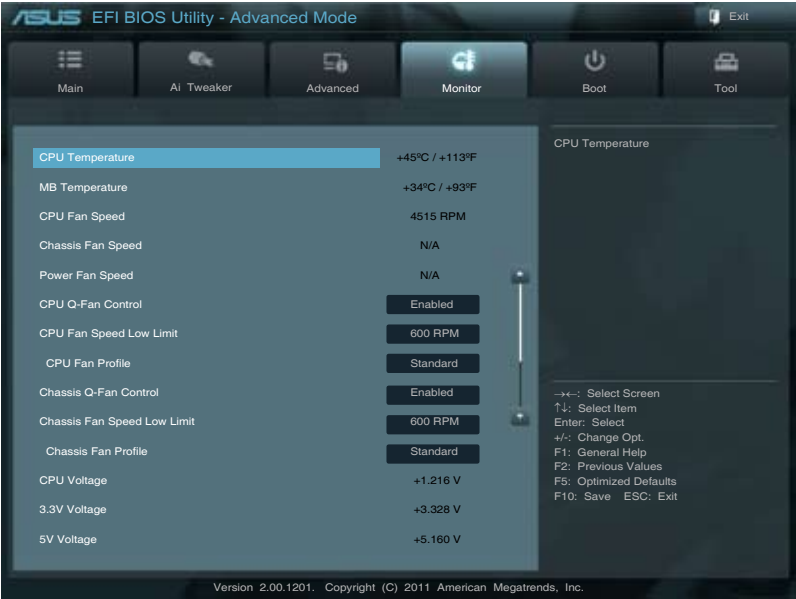 ASUS EFI BIOS Utility - Advanced Mode
Exit
Main
Ai Tweaker
Advanced
Monitor
Boot
Tool
CPU Temperature +45ºC / +113ºF
MB Temperature +34ºC / +93ºF
CPU Fan Speed 4515 RPM
Chassis Fan Speed N/A
Power Fan Speed N/A
CPU Q-Fan Control Enabled
CPU Fan Speed Low Limit 600 RPM
CPU Fan Profile Standard
Chassis Q-Fan Control Enabled
Chassis Fan Speed Low Limit 600 RPM
Chassis Fan Profile Standard
CPU Voltage +1.216 V
3.3V Voltage +3.328 V
5V Voltage +5.160 V
CPU Temperature
→←: Select Screen
↑↓: Select Item
Enter: Select
+/-: Change Opt.
F1: General Help
F2: Previous Values
F5: Optimized Defaults
F10: Save ESC: Exit
Version 2.00.1201. Copyright (C) 2011 American Megatrends, Inc.